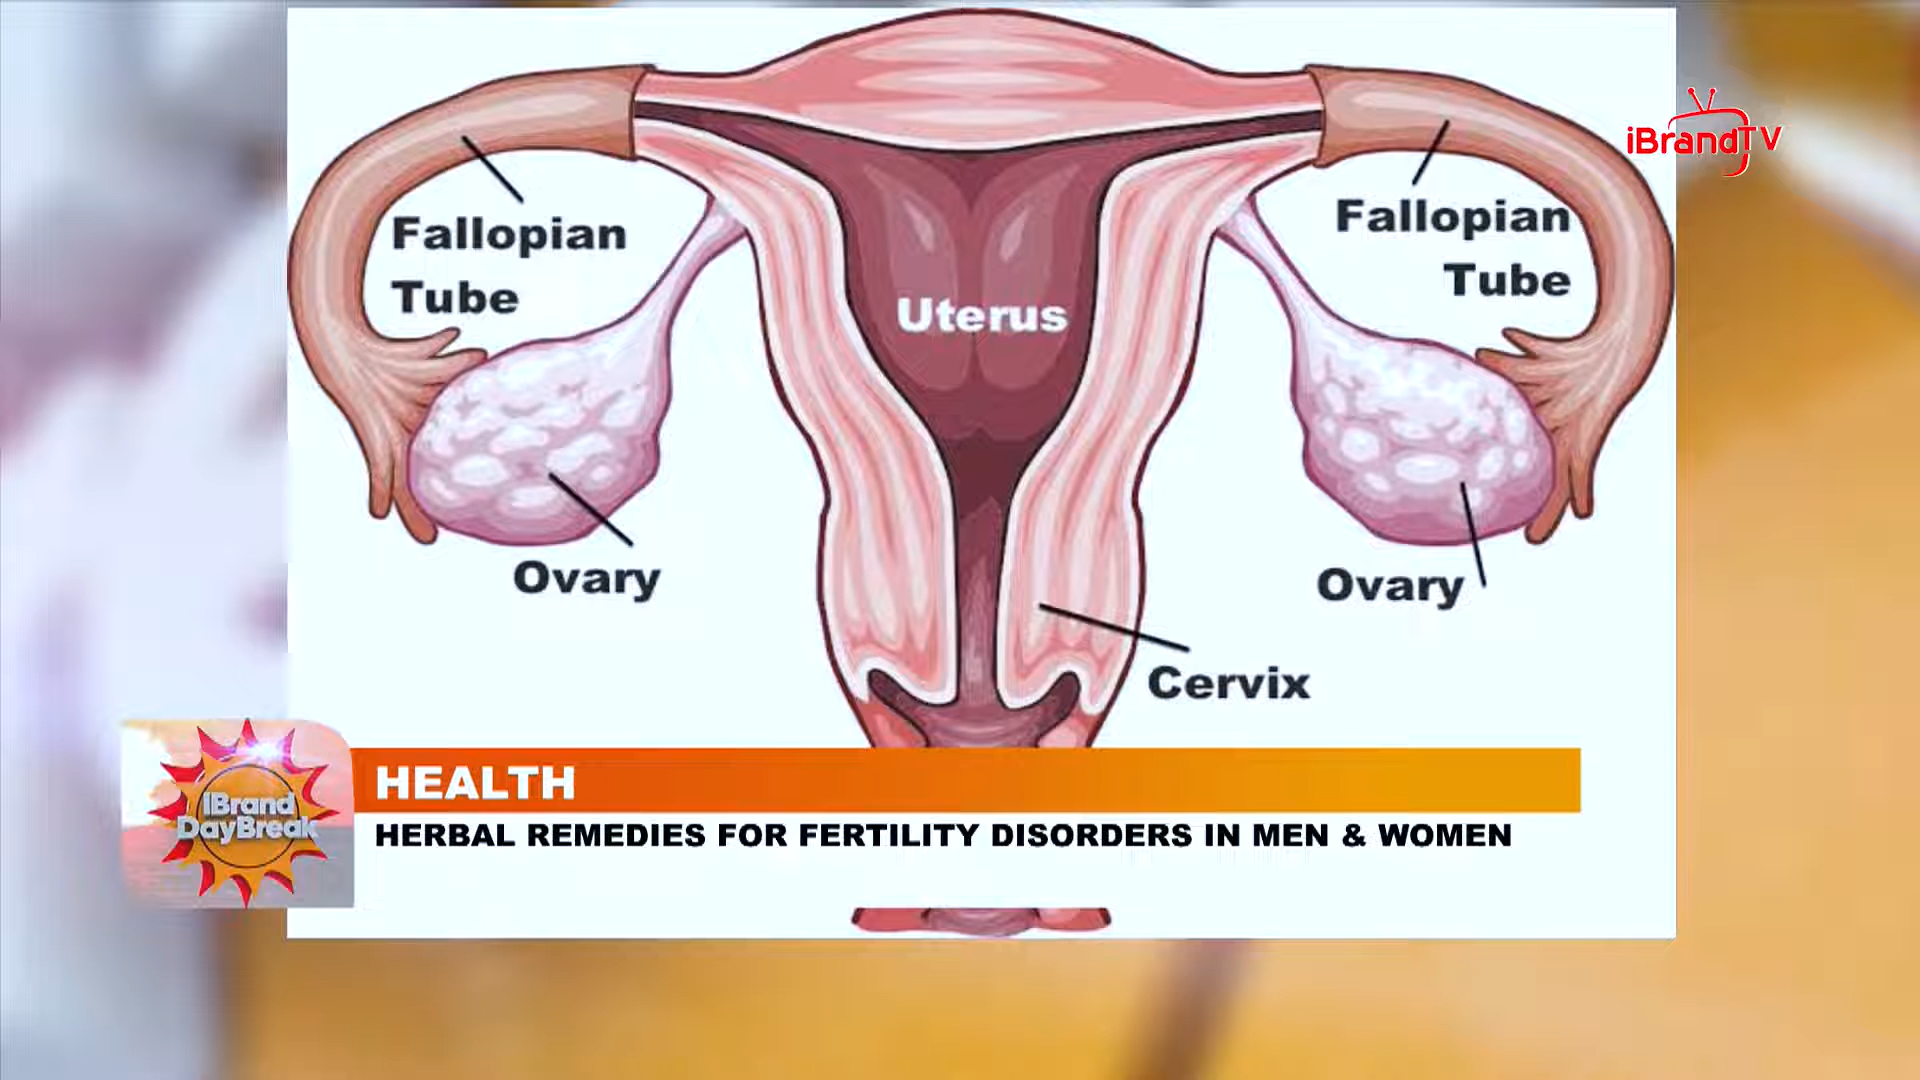 iBrandTV
Fallopian
Tube
Fallopian
Tube
Uterus
Ovary
Ovary
Cervix
HEALTH
IBrand
DayBreak
HERBAL REMEDIES FOR FERTILITY DISORDERS IN MEN & WOMEN